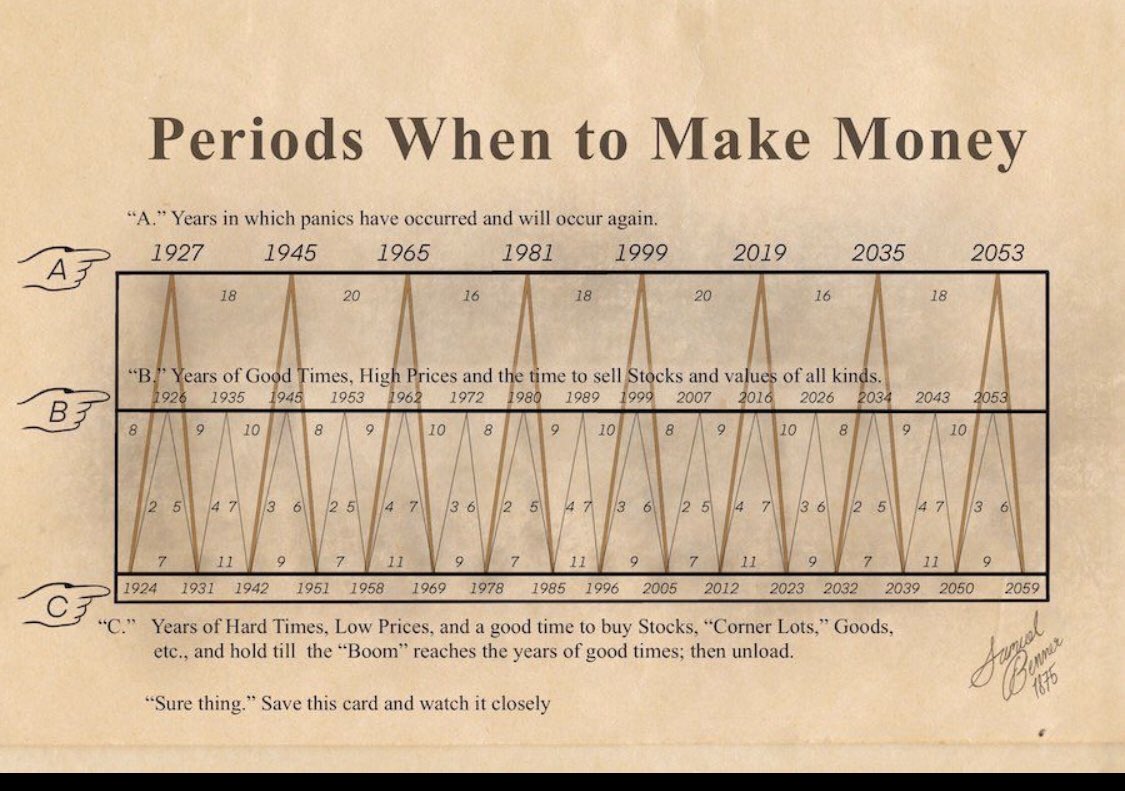 Periods When to Make Money
“A.” Years in which panics have occurred and will occur again.
A
1927 1945 1965 1981 1999 2019 2035 2053
18 20 16 18 20 16 18
“B.” Years of Good Times, High Prices and the time to sell Stocks and values of all kinds.
B
1926 1935 1945 1953 1962 1972 1980 1989 1999 2007 2016 2026 2034 2043 2053
8 9 10 8 9 10 8 9 10 8 9 10 8 9 10
2 5 4 7 3 6 2 5 4 7 3 6 2 5 4 7 3 6 2 5 4 7 3 6 2 5 4 7 3 6
7 11 9 7 11 9 7 11 9 7 11 9 7 11 9
C
1924 1931 1942 1951 1958 1969 1978 1985 1996 2005 2012 2023 2032 2039 2050 2059
“C.” Years of Hard Times, Low Prices, and a good time to buy Stocks, “Corner Lots,” Goods,
etc., and hold till the “Boom” reaches the years of good times; then unload.
Samuel
Benner
1875
“Sure thing.” Save this card and watch it closely